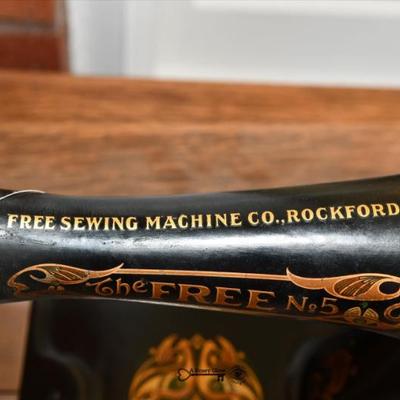 FREE SEWING MACHINE CO., ROCKFORD
The FREE No 5